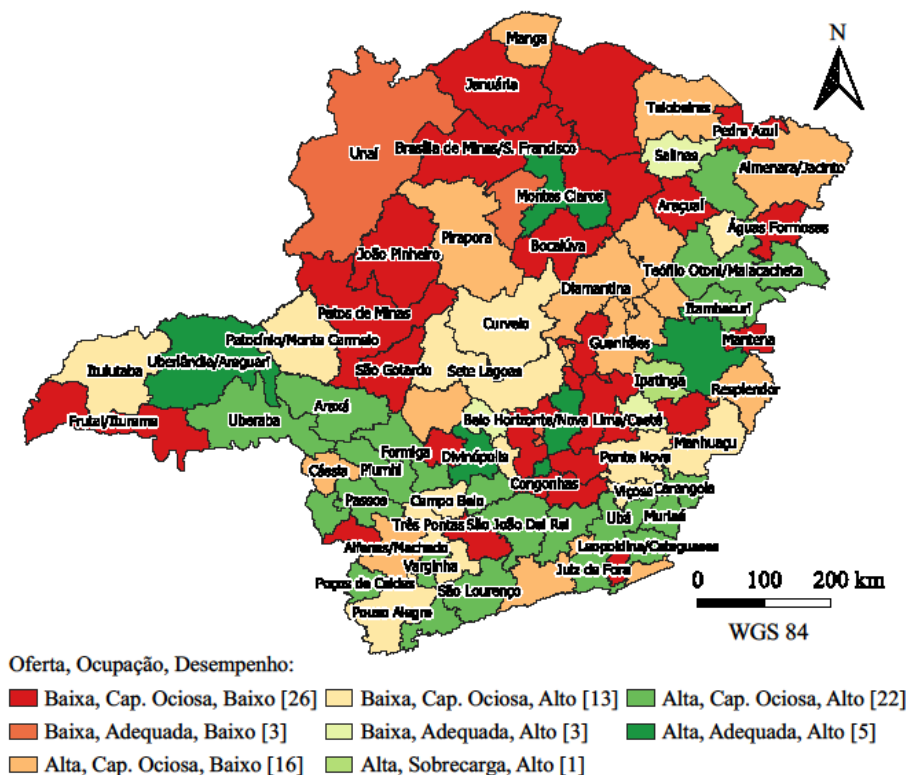 Manga
N
Januária
Taiobeiras
Pedra Azul
Unaí
Brasília de Minas/S. Francisco
Salinas
Almenara/Jacinto
Montes Claros
Araçuaí
Pirapora
Águas Formosas
João Pinheiro
Bocaiúva
Teófilo Otoni/Malacacheta
Diamantina
Patos de Minas
Itambacuri
Curvelo
Patocínio/Monte Carmelo
Guanhães
Mantena
Uberlândia/Araguari
Ituiutaba
São Gotardo
Sete Lagoas
Ipatinga
Resplendor
Araxá
Frutal/Iturama
Uberaba
Belo Horizonte/Nova Lima/Caeté
Manhuaçu
Formiga
Divinópolis
Ponte Nova
Cássia
Piumhi
Congonhas
Viçosa
Carangola
Passos
Campo Belo
Ubá
Muriaé
Três Pontas
São João Del Rei
Alfenas/Machado
Leopoldina/Cataguases
Varginha
Juiz de Fora
Poços de Caldas
São Lourenço
0 100 200 km
Pouso Alegre
WGS 84
Oferta, Ocupação, Desempenho:
Baixa, Cap. Ociosa, Baixo [26]
Baixa, Cap. Ociosa, Alto [13]
Alta, Cap. Ociosa, Alto [22]
Baixa, Adequada, Baixo [3]
Baixa, Adequada, Alto [3]
Alta, Adequada, Alto [5]
Alta, Cap. Ociosa, Baixo [16]
Alta, Sobrecarga, Alto [1]